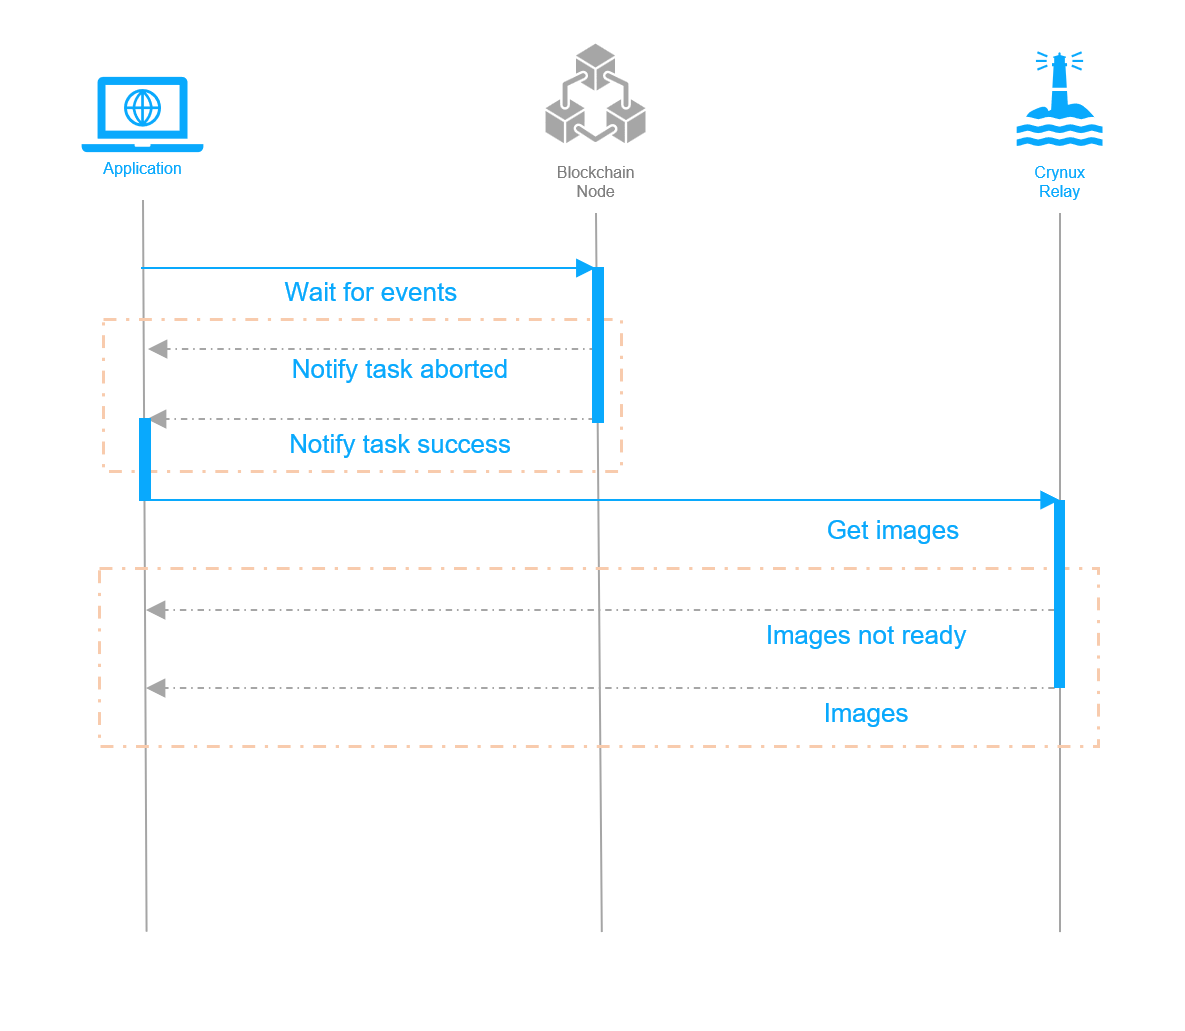 Application
Blockchain
Node
Crynux
Relay
Wait for events
Notify task aborted
Notify task success
Get images
Images not ready
Images